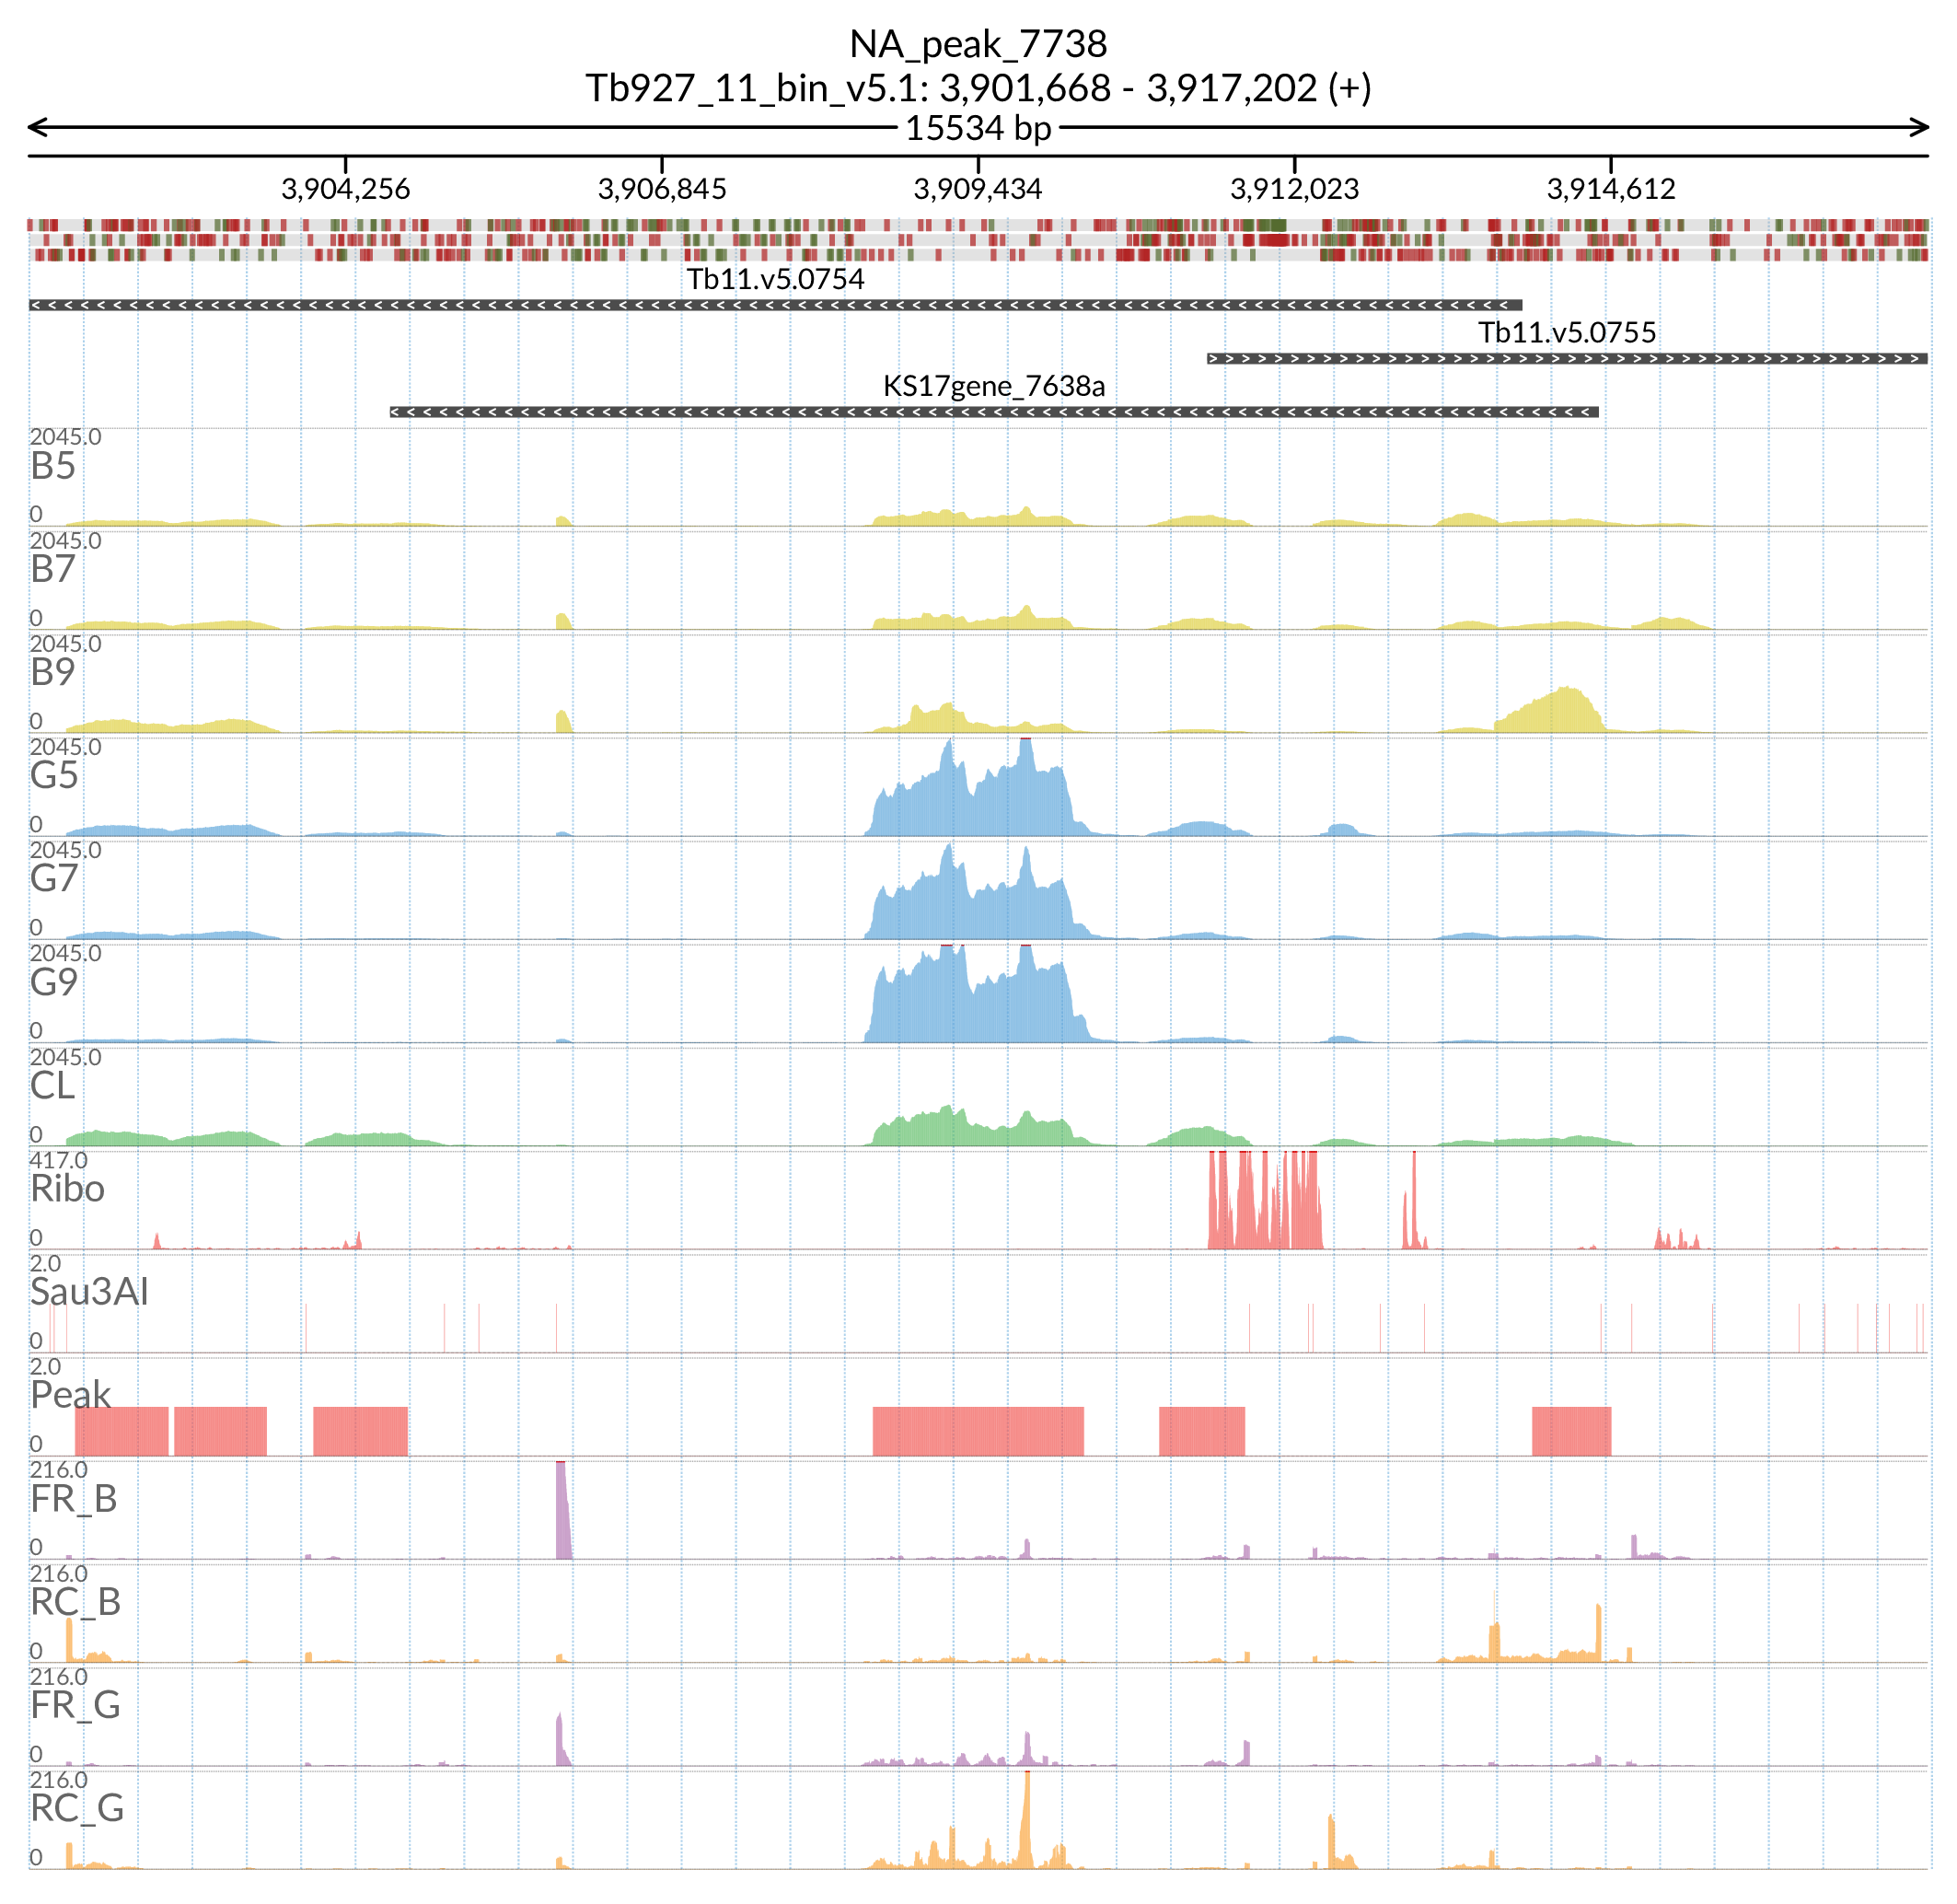 NA_peak_7738
Tb927_11_bin_v5.1: 3,901,668 - 3,917,202 (+)
15534 bp
3,904,256 3,906,845 3,909,434 3,912,023 3,914,612
Tb11.v5.0754
Tb11.v5.0755
KS17gene_7638a
2045.0
B5
0
2045.0
B7
0
2045.0
B9
0
2045.0
G5
0
2045.0
G7
0
2045.0
G9
0
2045.0
CL
0
417.0
Ribo
0
2.0
Sau3AI
0
2.0
Peak
0
216.0
FR_B
0
216.0
RC_B
0
216.0
FR_G
0
216.0
RC_G
0